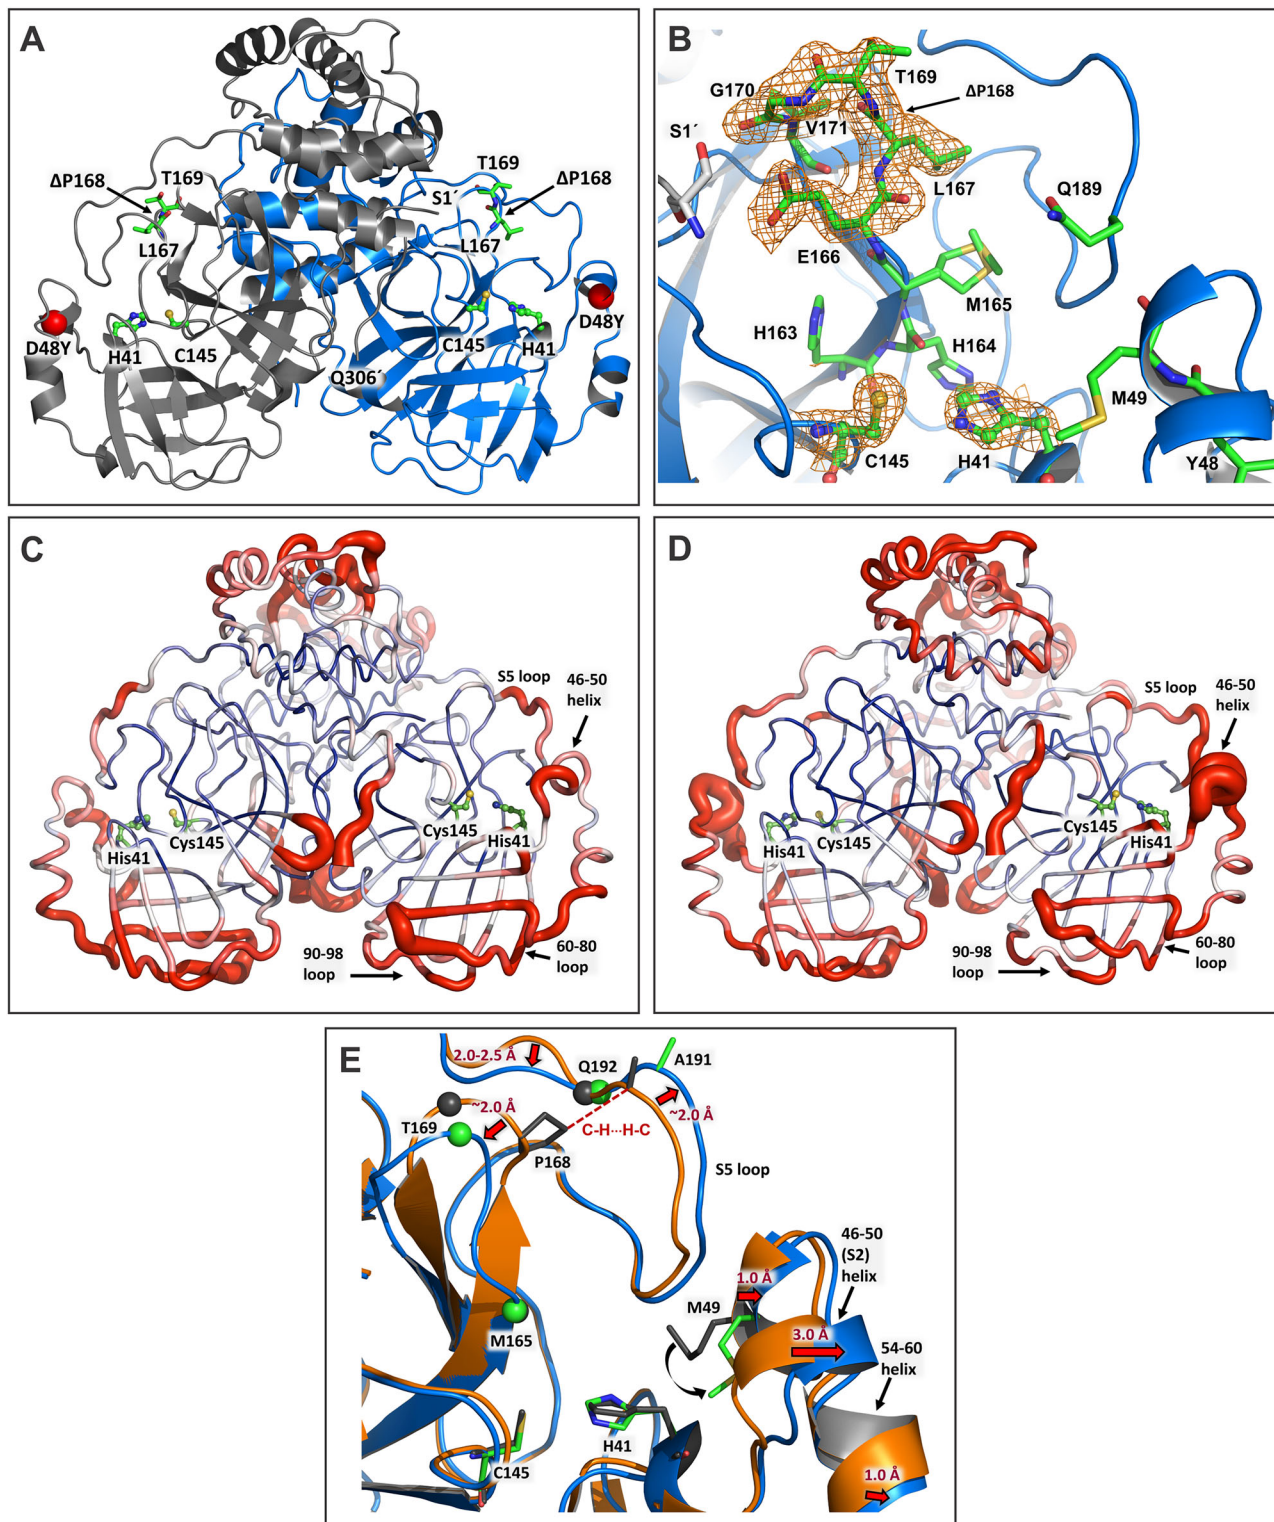 A
T169
ΔP168
L167
D48Y
H41
C145
T169
S1´
ΔP168
L167
D48Y
C145
H41
Q306´
B
T169
G170
ΔP168
V171
S1´
L167
Q189
E166
M165
H163
H164
M49
C145
H41
Y48
C
S5 loop
46-50
helix
Cys145
His41
Cys145
His41
90-98
loop
60-80
loop
D
S5 loop
46-50
helix
Cys145
His41
Cys145
His41
90-98
loop
60-80
loop
E
2.0-2.5 Å
Q192
A191
~2.0 Å
~2.0 Å
T169
C-H···H-C
P168
S5 loop
46-50
(S2)
helix
1.0 Å
M49
3.0 Å
M165
54-60
helix
H41
C145
1.0 Å